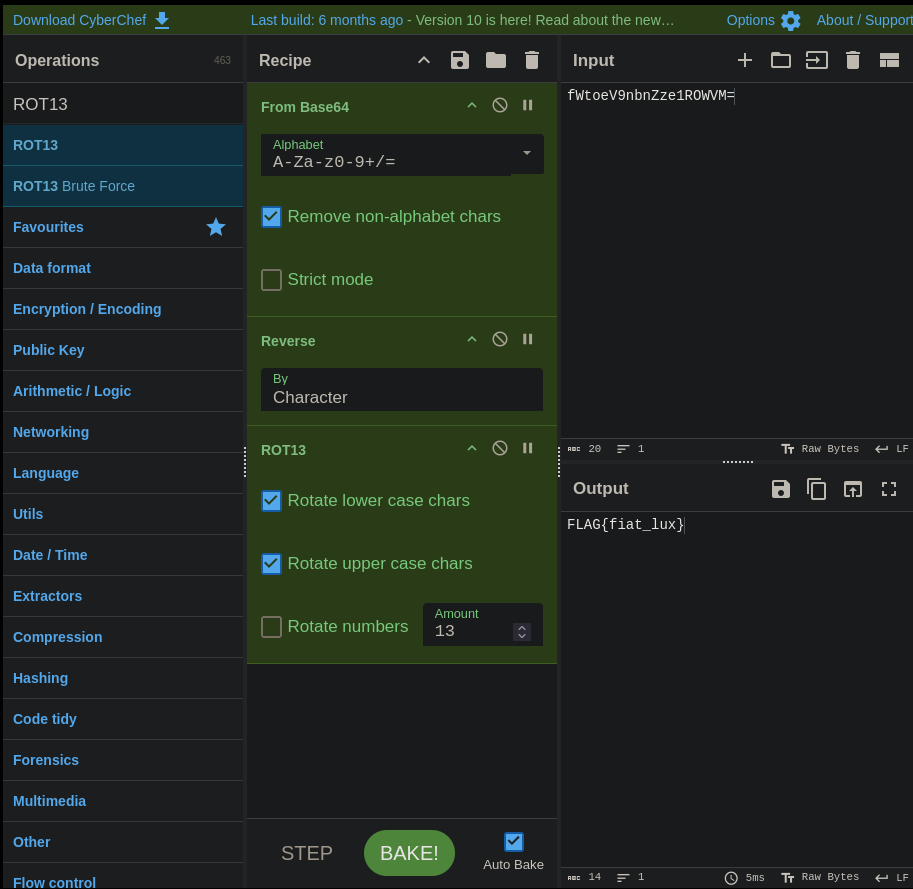 Download CyberChef
Last build: 6 months ago - Version 10 is here! Read about the new…
Options
About / Support
Operations
463
ROT13
ROT13
ROT13 Brute Force
Favourites
Data format
Encryption / Encoding
Public Key
Arithmetic / Logic
Networking
Language
Utils
Date / Time
Extractors
Compression
Hashing
Code tidy
Forensics
Multimedia
Other
Flow control
Recipe
From Base64
Alphabet
A-Za-z0-9+/=
Remove non-alphabet chars
Strict mode
Reverse
By
Character
ROT13
Rotate lower case chars
Rotate upper case chars
Rotate numbers
Amount
13
STEP
BAKE!
Auto Bake
Input
fWtoeV9nbnZze1ROWVM=
ABC 20 1
Raw Bytes LF
Output
FLAG{fiat_lux}
ABC 14 1
5ms Raw Bytes LF